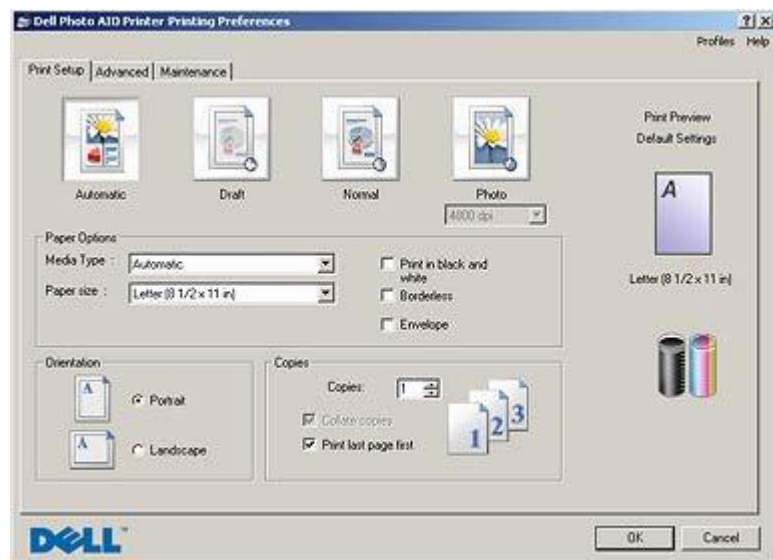 Dell Photo AIO Printer Printing Preferences
Profiles Help
Print Setup Advanced Maintenance
Automatic
Draft
Normal
Photo
4800 dpi
Print Preview
Default Settings
A
Letter (8 1/2 x 11 in)
Paper Options
Media Type : Automatic
Paper size : Letter (8 1/2 x 11 in)
Print in black and
white
Borderless
Envelope
Orientation
A Portrait
A Landscape
Copies
Copies: 1
Collate copies
Print last page first
1 2 3
DELL™
OK Cancel